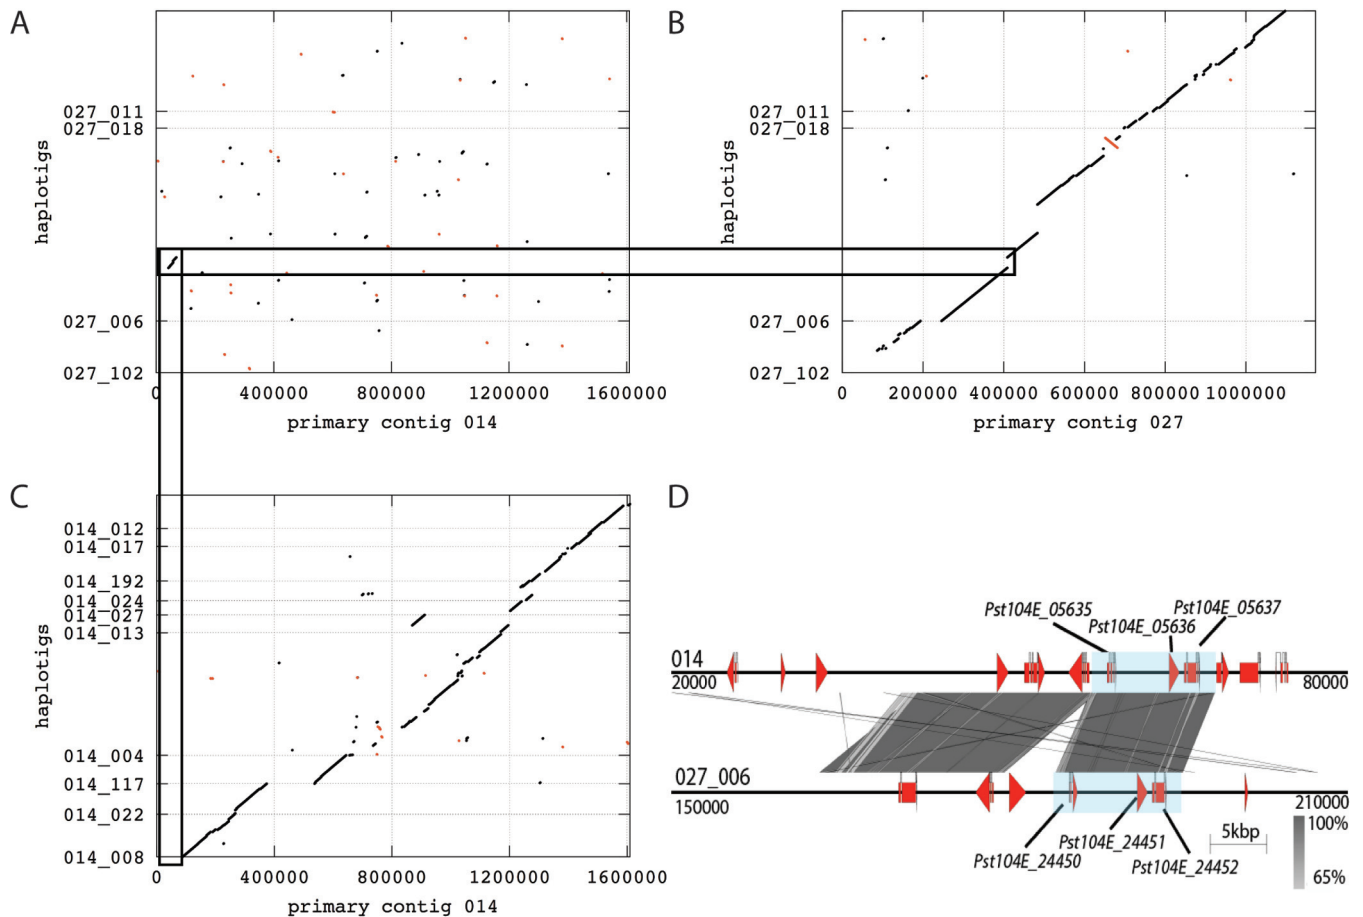 A
haplotigs
027_011
027_018
027_006
027_102
0 400000 800000 1200000 1600000
primary contig 014
B
haplotigs
027_011
027_018
027_006
027_102
0 200000 400000 600000 800000 1000000
primary contig 027
C
haplotigs
014_012
014_017
014_192
014_024
014_027
014_013
014_004
014_117
014_022
014_008
0 400000 800000 1200000 1600000
primary contig 014
D
Pst104E_05635
Pst104E_05636
Pst104E_05637
014
20000
80000
027_006
150000
210000
Pst104E_24450
Pst104E_24451
Pst104E_24452
5kbp
100%
65%